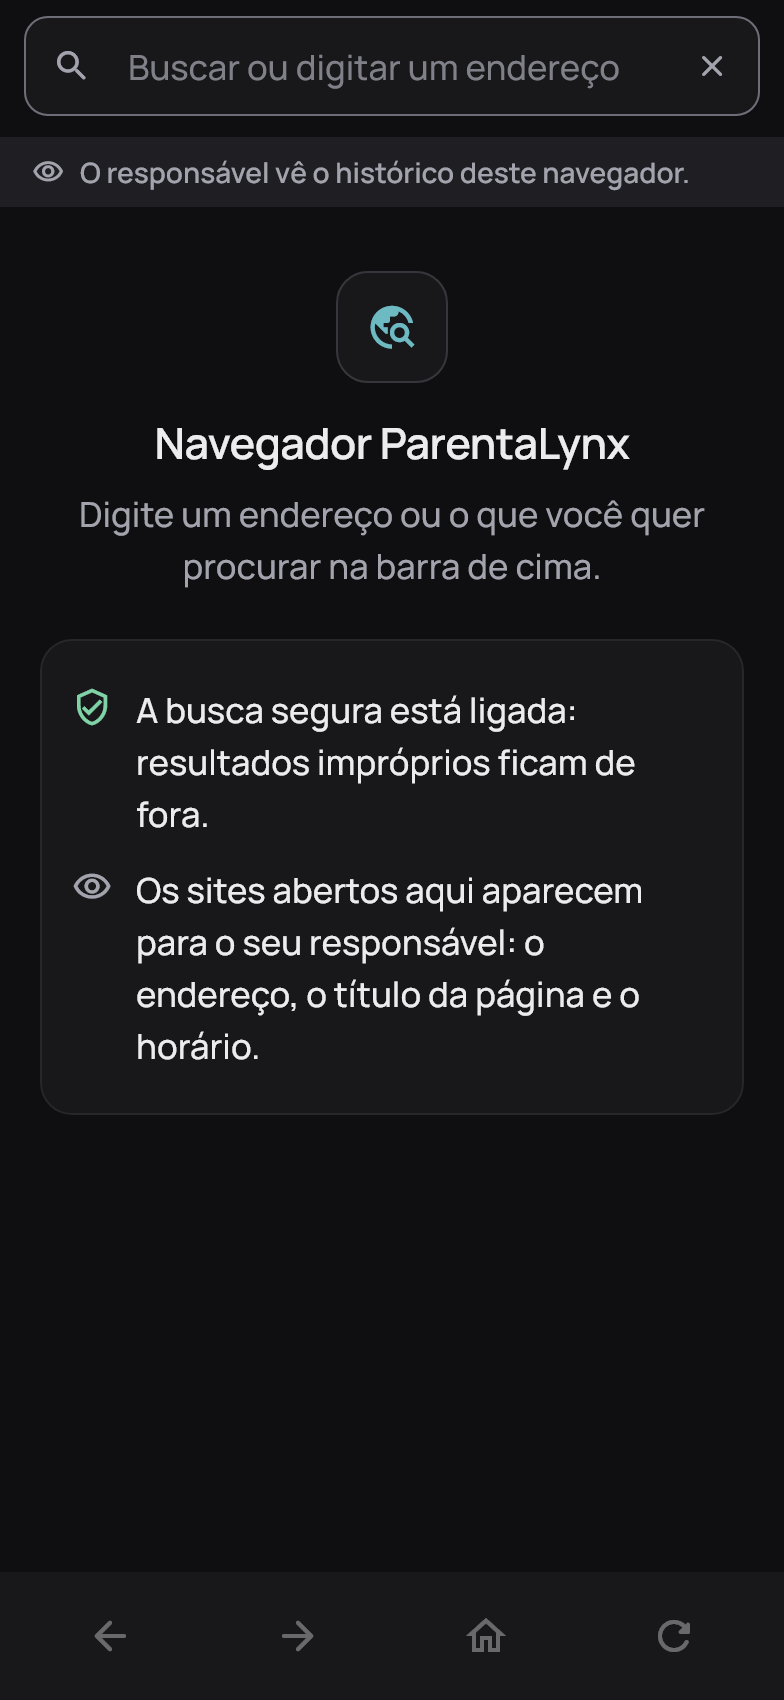 Buscar ou digitar um endereço
O responsável vê o histórico deste navegador.
Navegador ParentaLynx
Digite um endereço ou o que você quer
procurar na barra de cima.
A busca segura está ligada:
resultados impróprios ficam de
fora.
Os sites abertos aqui aparecem
para o seu responsável: o
endereço, o título da página e o
horário.